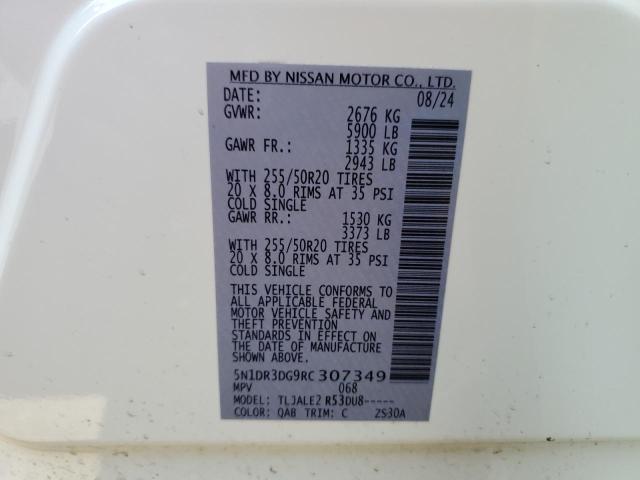 MFD BY NISSAN MOTOR CO., LTD.
DATE: 08/24
GVWR: 2676 KG
5900 LB
GAWR FR.: 1335 KG
2943 LB
WITH 255/50R20 TIRES
20 X 8.0 RIMS AT 35 PSI
COLD SINGLE
GAWR RR.: 1530 KG
3373 LB
WITH 255/50R20 TIRES
20 X 8.0 RIMS AT 35 PSI
COLD SINGLE
THIS VEHICLE CONFORMS TO
ALL APPLICABLE FEDERAL
MOTOR VEHICLE SAFETY AND
THEFT PREVENTION
STANDARDS IN EFFECT ON
THE DATE OF MANUFACTURE
SHOWN ABOVE.
5N1DR3DG9RC307349
MPV 068
MODEL: TLJALE2 R53DU8-----
COLOR: QAB TRIM: C ZS30A